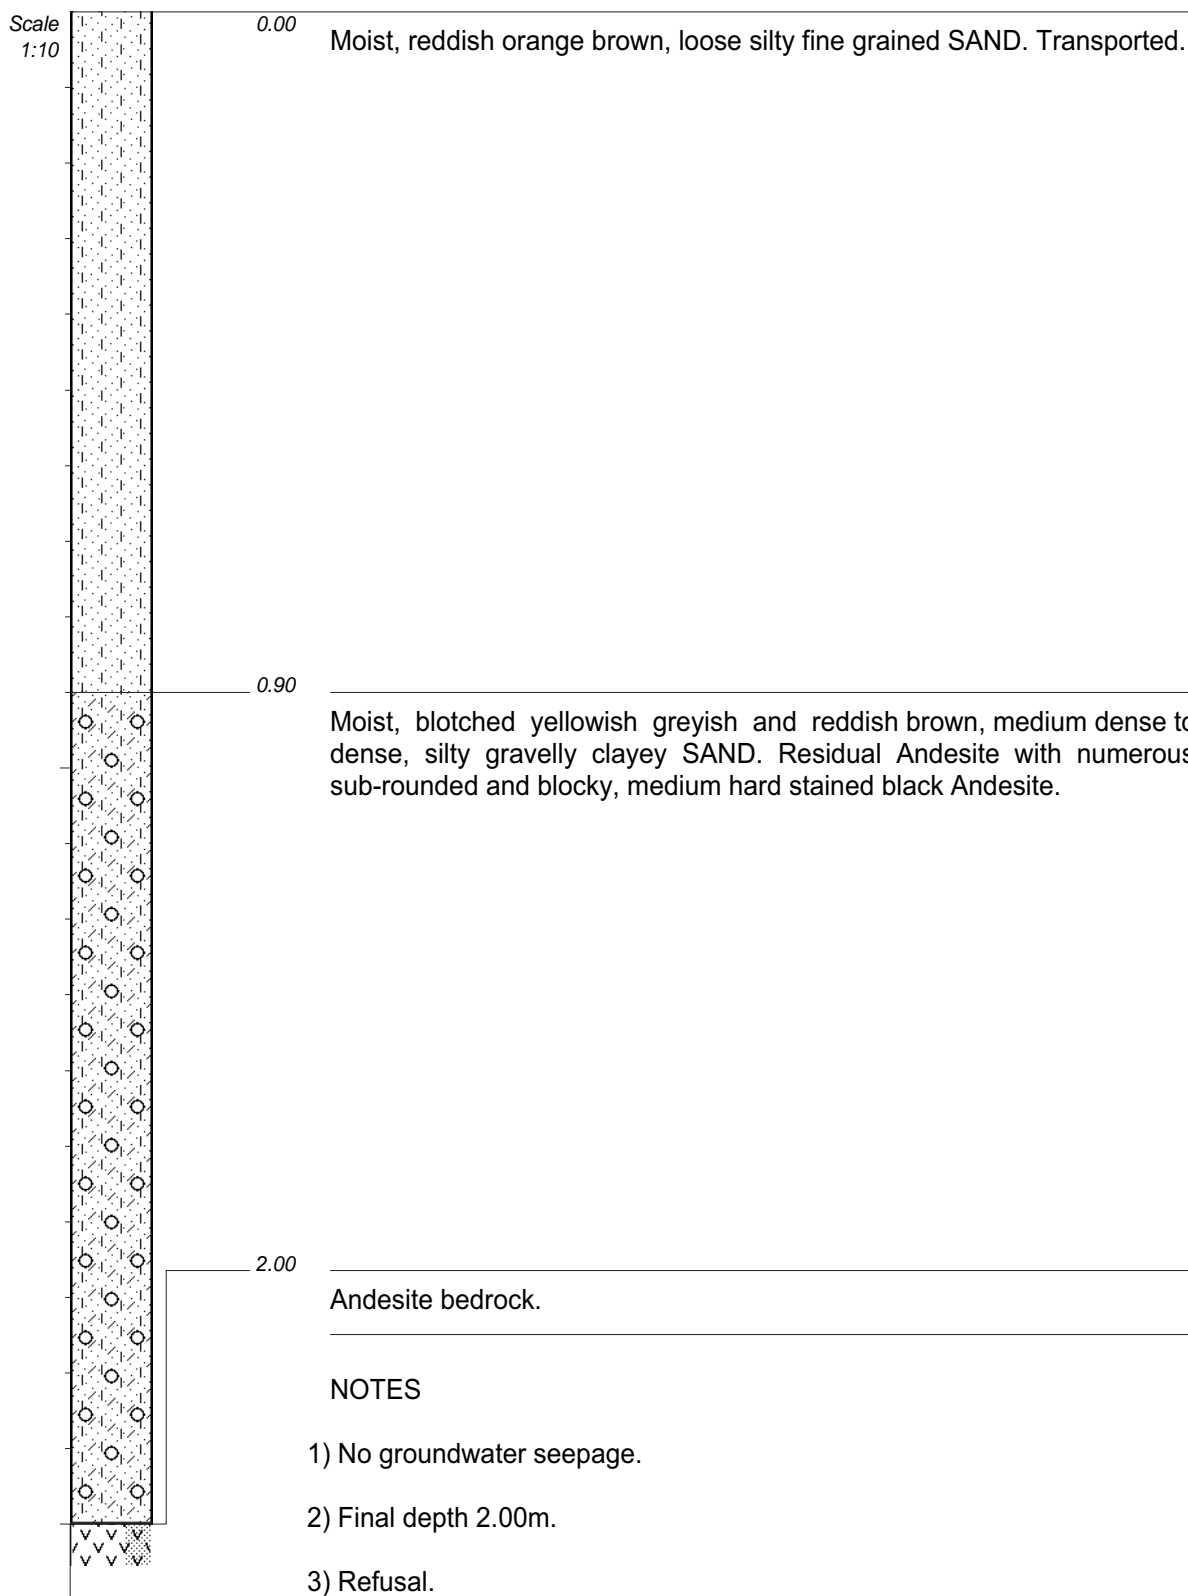 Scale
1:10
0.00
Moist, reddish orange brown, loose silty fine grained SAND. Transported.
0.90
Moist, blotched yellowish greyish and reddish brown, medium dense to
dense, silty gravelly clayey SAND. Residual Andesite with numerous
sub-rounded and blocky, medium hard stained black Andesite.
2.00
Andesite bedrock.
NOTES
1) No groundwater seepage.
2) Final depth 2.00m.
3) Refusal.